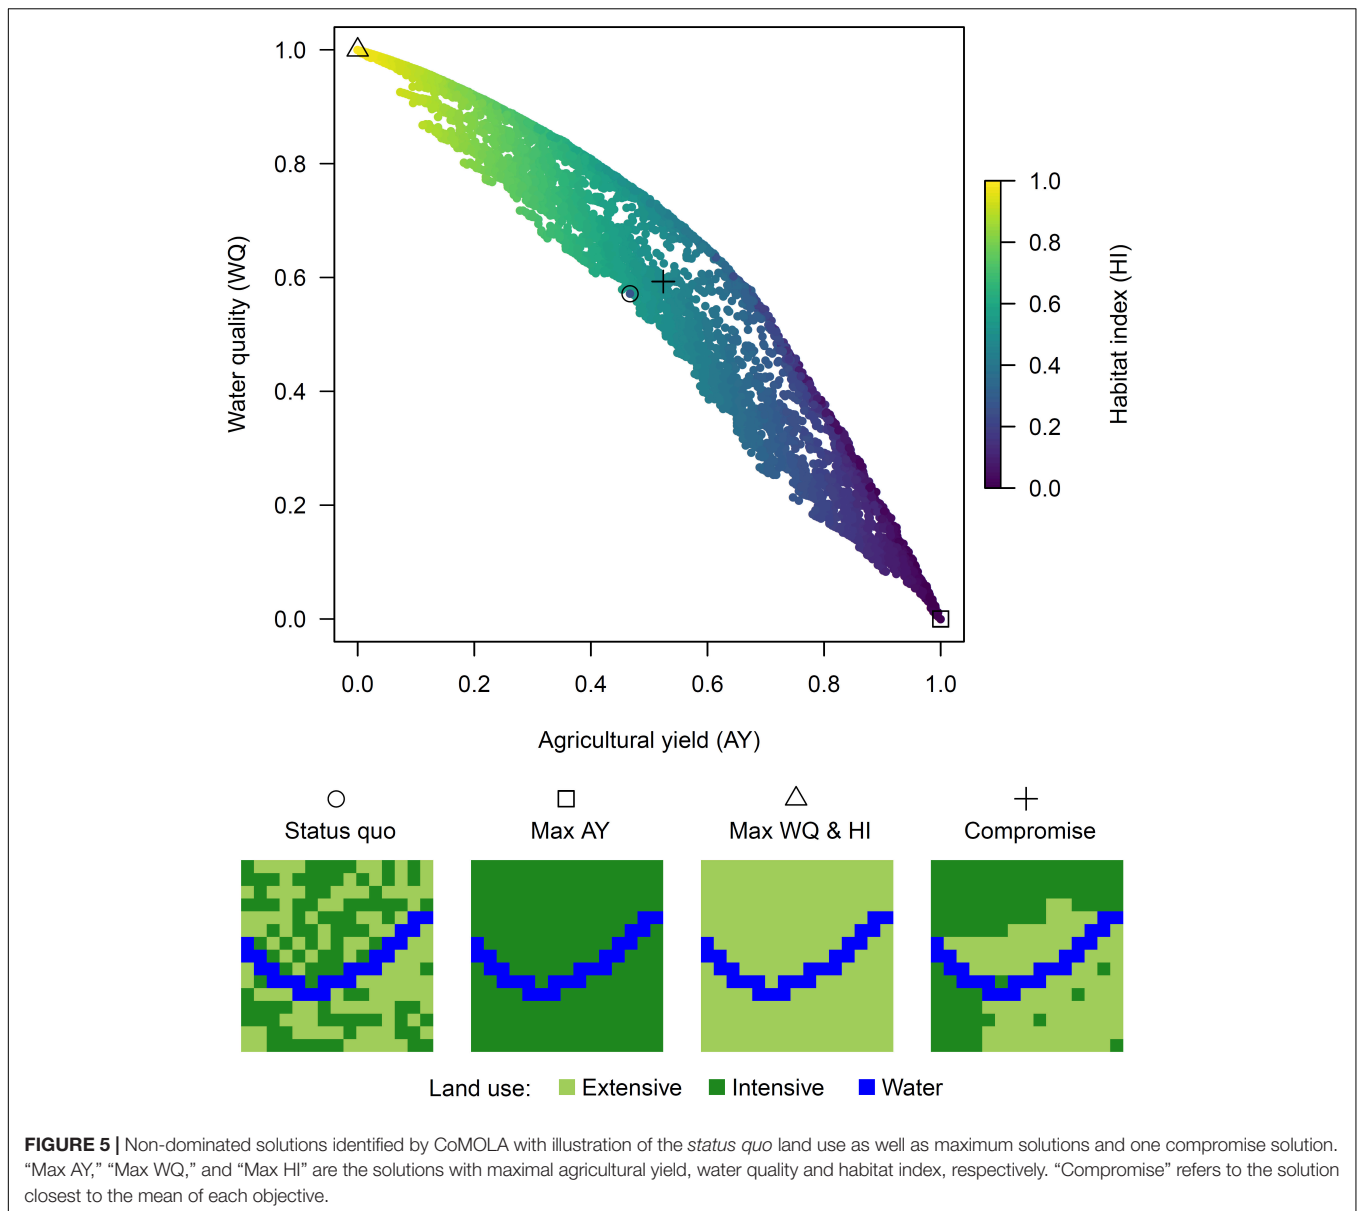 1.0
0.8
0.6
0.4
0.2
0.0
Water quality (WQ)
0.0 0.2 0.4 0.6 0.8 1.0
Agricultural yield (AY)
1.0
0.8
0.6
0.4
0.2
0.0
Habitat index (HI)
Status quo
Max AY
Max WQ & HI
Compromise
Land use: Extensive Intensive Water
FIGURE 5 | Non-dominated solutions identified by CoMOLA with illustration of the status quo land use as well as maximum solutions and one compromise solution.
“Max AY,” “Max WQ,” and “Max HI” are the solutions with maximal agricultural yield, water quality and habitat index, respectively. “Compromise” refers to the solution
closest to the mean of each objective.